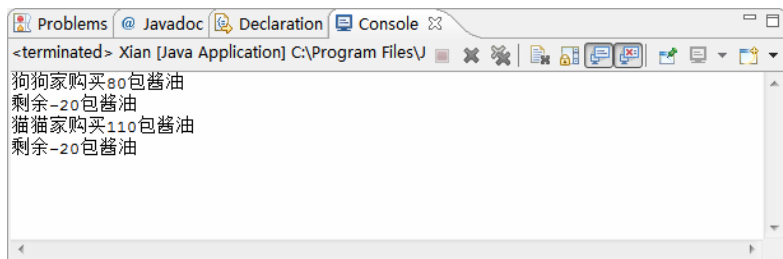 Problems @ Javadoc Declaration Console
<terminated> Xian [Java Application] C:\Program Files\J
狗狗家购买80包酱油
剩余-20包酱油
猫猫家购买110包酱油
剩余-20包酱油